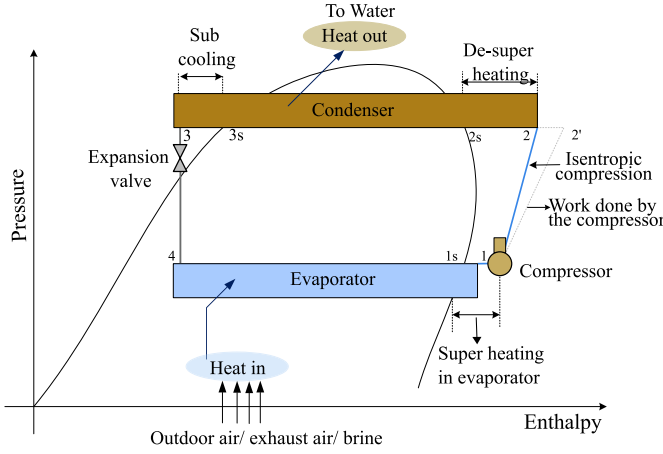 To Water
Heat out
Sub
cooling
De-super
heating
Condenser
3
3s
2s
2
2'
Expansion
valve
Isentropic
compression
Work done by
the compressor
Pressure
4
1s
1
Evaporator
Compressor
Super heating
in evaporator
Heat in
Enthalpy
Outdoor air/ exhaust air/ brine